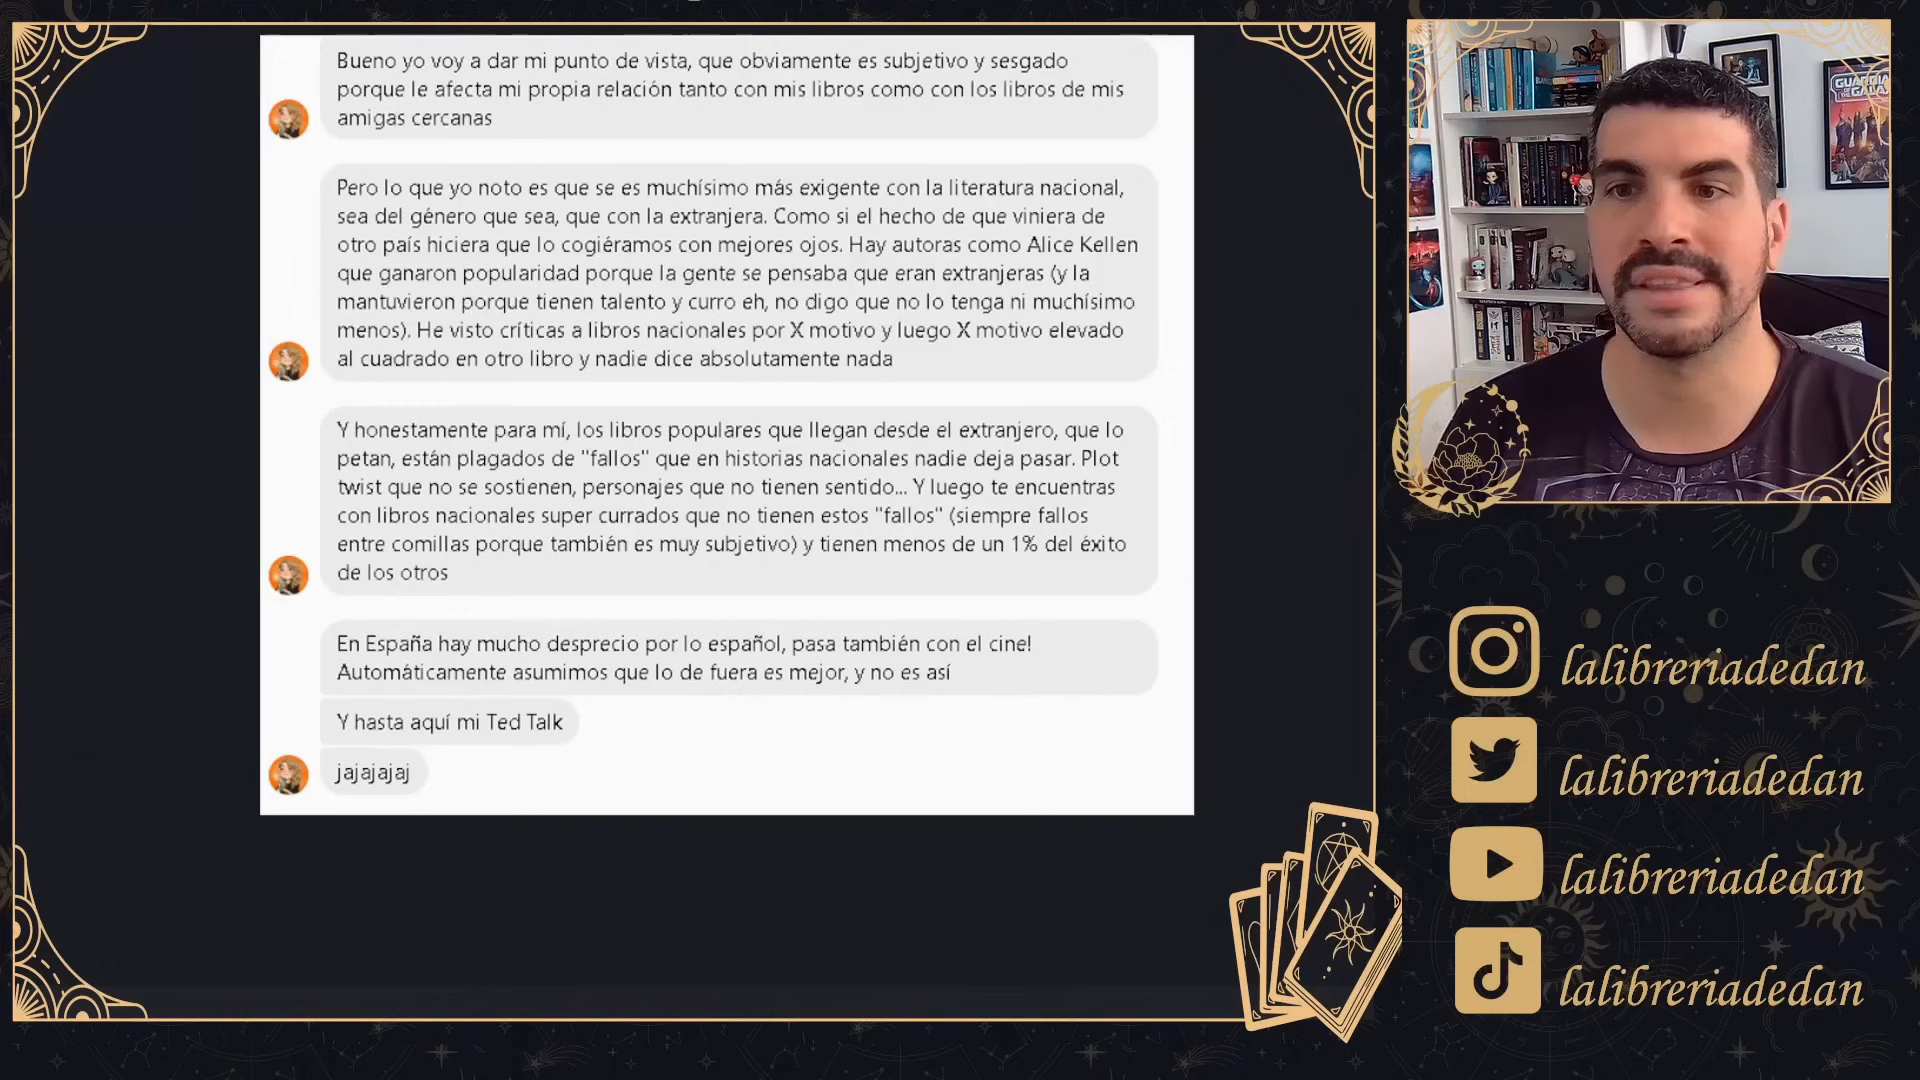 Bueno yo voy a dar mi punto de vista, que obviamente es subjetivo y sesgado
porque le afecta mi propia relación tanto con mis libros como con los libros de mis
amigas cercanas
Pero lo que yo noto es que se es muchísimo más exigente con la literatura nacional,
sea del género que sea, que con la extranjera. Como si el hecho de que viniera de
otro país hiciera que lo cogiéramos con mejores ojos. Hay autoras como Alice Kellen
que ganaron popularidad porque la gente se pensaba que eran extranjeras (y la
mantuvieron porque tienen talento y curro eh, no digo que no lo tenga ni muchísimo
menos). He visto críticas a libros nacionales por X motivo y luego X motivo elevado
al cuadrado en otro libro y nadie dice absolutamente nada
Y honestamente para mí, los libros populares que llegan desde el extranjero, que lo
petan, están plagados de "fallos" que en historias nacionales nadie deja pasar. Plot
twist que no se sostienen, personajes que no tienen sentido... Y luego te encuentras
con libros nacionales super currados que no tienen estos "fallos" (siempre fallos
entre comillas porque también es muy subjetivo) y tienen menos de un 1% del éxito
de los otros
En España hay mucho desprecio por lo español, pasa también con el cine!
Automáticamente asumimos que lo de fuera es mejor, y no es así
Y hasta aquí mi Ted Talk
jajajajaj
lalibreriadedan
lalibreriadedan
lalibreriadedan
lalibreriadedan